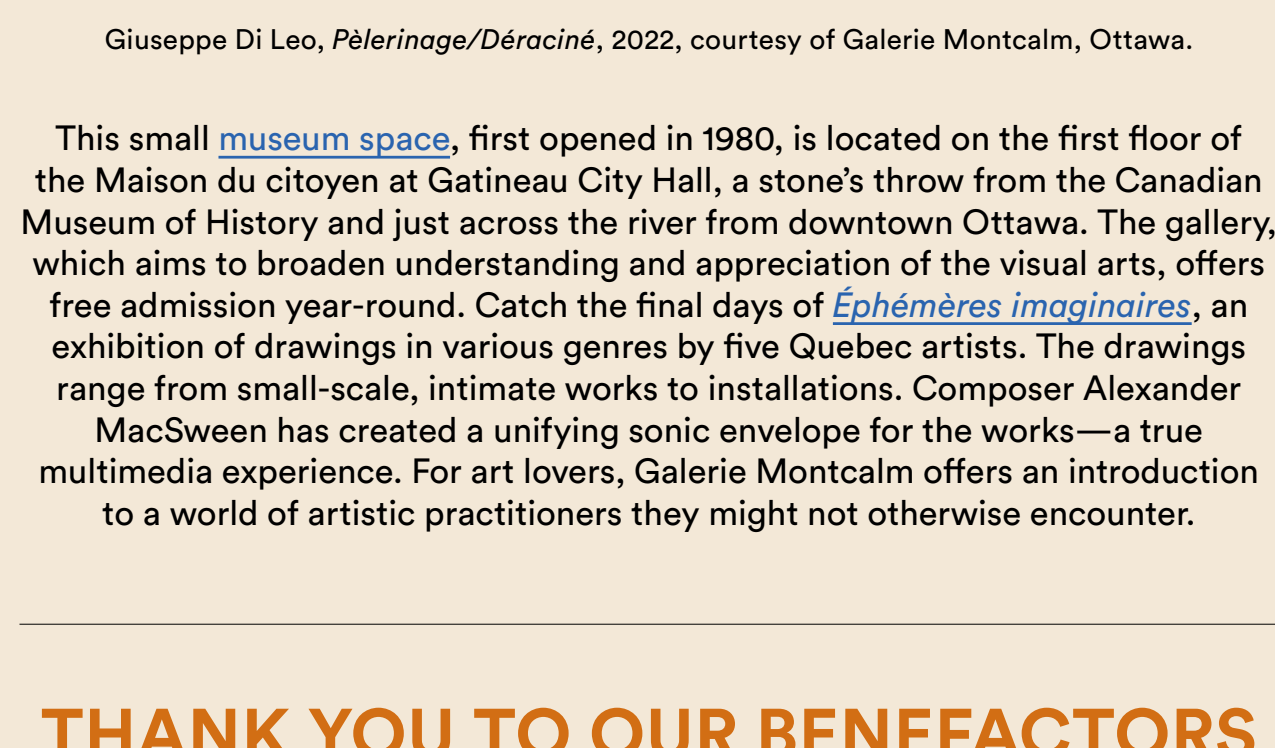 Giuseppe Di Leo, Pèlerinage/Déraciné, 2022, courtesy of Galerie Montcalm, Ottawa.
This small museum space, first opened in 1980, is located on the first floor of
the Maison du citoyen at Gatineau City Hall, a stone’s throw from the Canadian
Museum of History and just across the river from downtown Ottawa. The gallery,
which aims to broaden understanding and appreciation of the visual arts, offers
free admission year-round. Catch the final days of Éphémères imaginaires, an
exhibition of drawings in various genres by five Quebec artists. The drawings
range from small-scale, intimate works to installations. Composer Alexander
MacSween has created a unifying sonic envelope for the works—a true
multimedia experience. For art lovers, Galerie Montcalm offers an introduction
to a world of artistic practitioners they might not otherwise encounter.
THANK YOU TO OUR BENEFACTORS